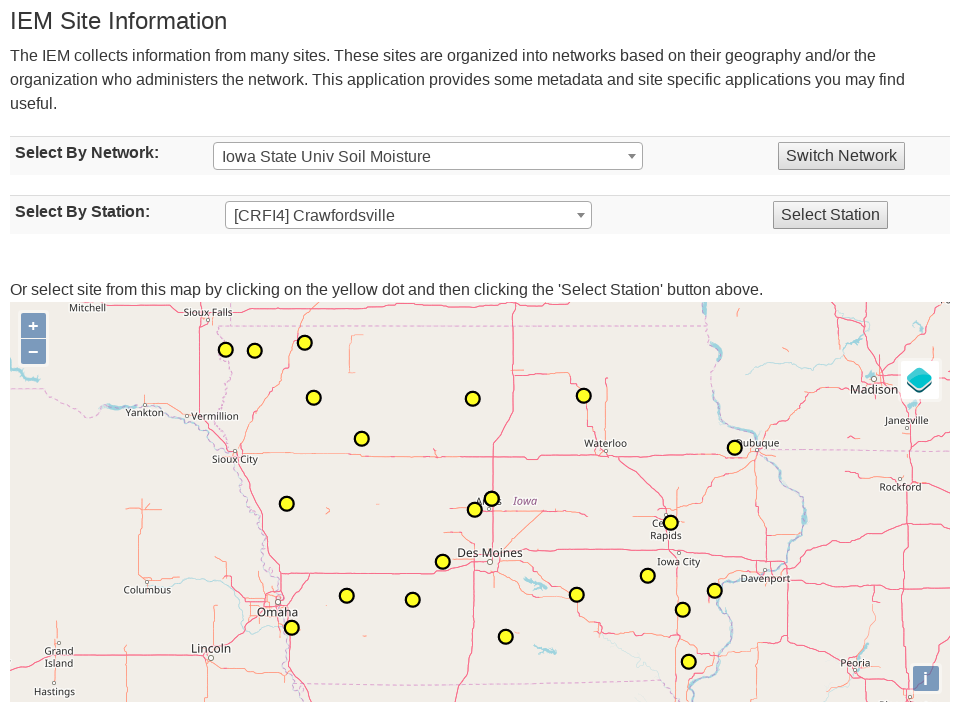 IEM Site Information
The IEM collects information from many sites. These sites are organized into networks based on their geography and/or the
organization who administers the network. This application provides some metadata and site specific applications you may find
useful.
Select By Network:
Iowa State Univ Soil Moisture
Switch Network
Select By Station:
[CRFI4] Crawfordsville
Select Station
Or select site from this map by clicking on the yellow dot and then clicking the 'Select Station' button above.
Mitchell
Sioux Falls
+
−
Madison
Yankton
Vermillion
Janesville
Waterloo
Dubuque
Sioux City
Rockford
Iowa
Rapids
Des Moines
Iowa City
Davenport
Columbus
Omaha
Lincoln
Grand
Island
Peoria
Hastings
i